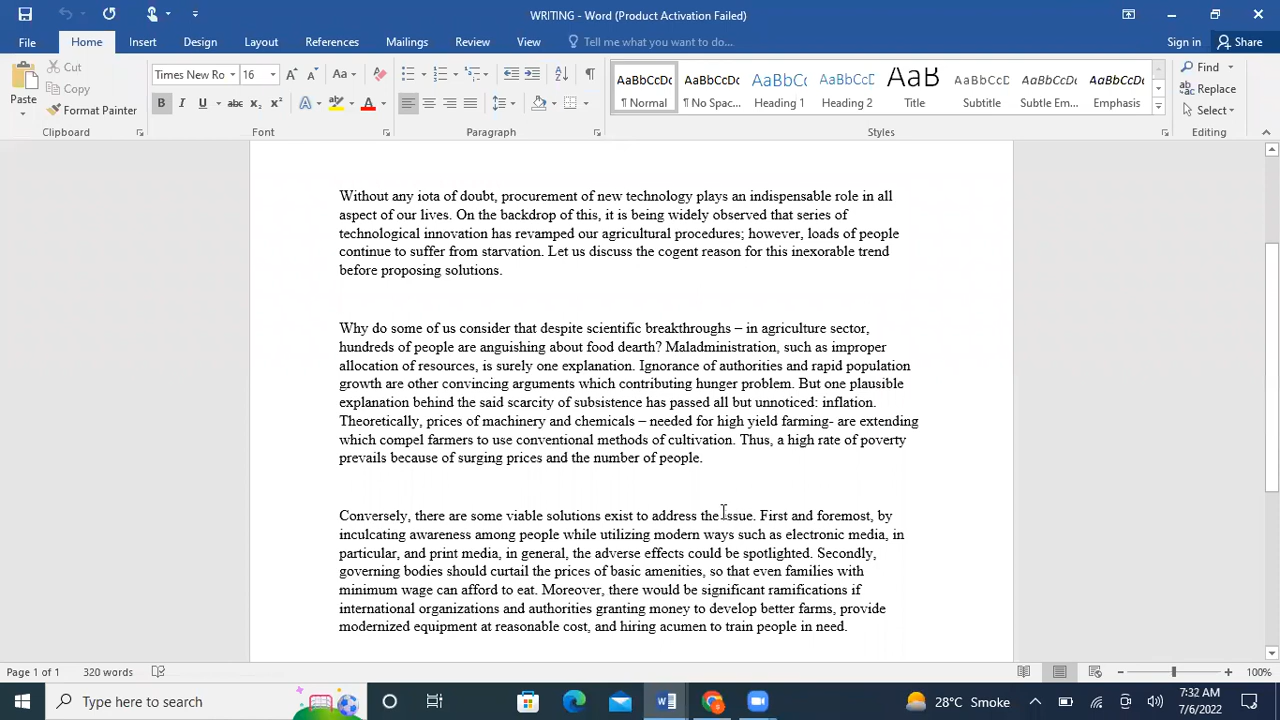 WRITING - Word (Product Activation Failed)
File Home Insert Design Layout References Mailings Review View Tell me what you want to do... Sign in Share
Paste Cut Copy Format Painter
Clipboard
Times New Ro 16
Font
Paragraph
AaBbCcDc ¶ Normal
AaBbCcDc ¶ No Spac...
AaBbCc Heading
AaBbCcD Heading 2
AaB Title
AaBbCcD Subtitle
AaBbCcDc Subtle Em...
AaBbCcDc Emphasis
Styles
Find
Replace
Select
Editing
Without any iota of doubt, procurement of new technology plays an indispensable role in all
aspect of our lives. On the backdrop of this, it is being widely observed that series of
technological innovation has revamped our agricultural procedures; however, loads of people
continue to suffer from starvation. Let us discuss the cogent reason for this inexorable trend
before proposing solutions.
Why do some of us consider that despite scientific breakthroughs – in agriculture sector,
hundreds of people are anguishing about food dearth? Maladministration, such as improper
allocation of resources, is surely one explanation. Ignorance of authorities and rapid population
growth are other convincing arguments which contributing hunger problem. But one plausible
explanation behind the said scarcity of subsistence has passed all but unnoticed: inflation.
Theoretically, prices of machinery and chemicals – needed for high yield farming- are extending
which compel farmers to use conventional methods of cultivation. Thus, a high rate of poverty
prevails because of surging prices and the number of people.
Conversely, there are some viable solutions exist to address the issue. First and foremost, by
inculcating awareness among people while utilizing modern ways such as electronic media, in
particular, and print media, in general, the adverse effects could be spotlighted. Secondly,
governing bodies should curtail the prices of basic amenities, so that even families with
minimum wage can afford to eat. Moreover, there would be significant ramifications if
international organizations and authorities granting money to develop better farms, provide
modernized equipment at reasonable cost, and hiring acumen to train people in need.
Page 1 of 1 320 words 100%
Type here to search 28°C Smoke 7:32 AM
7/6/2022